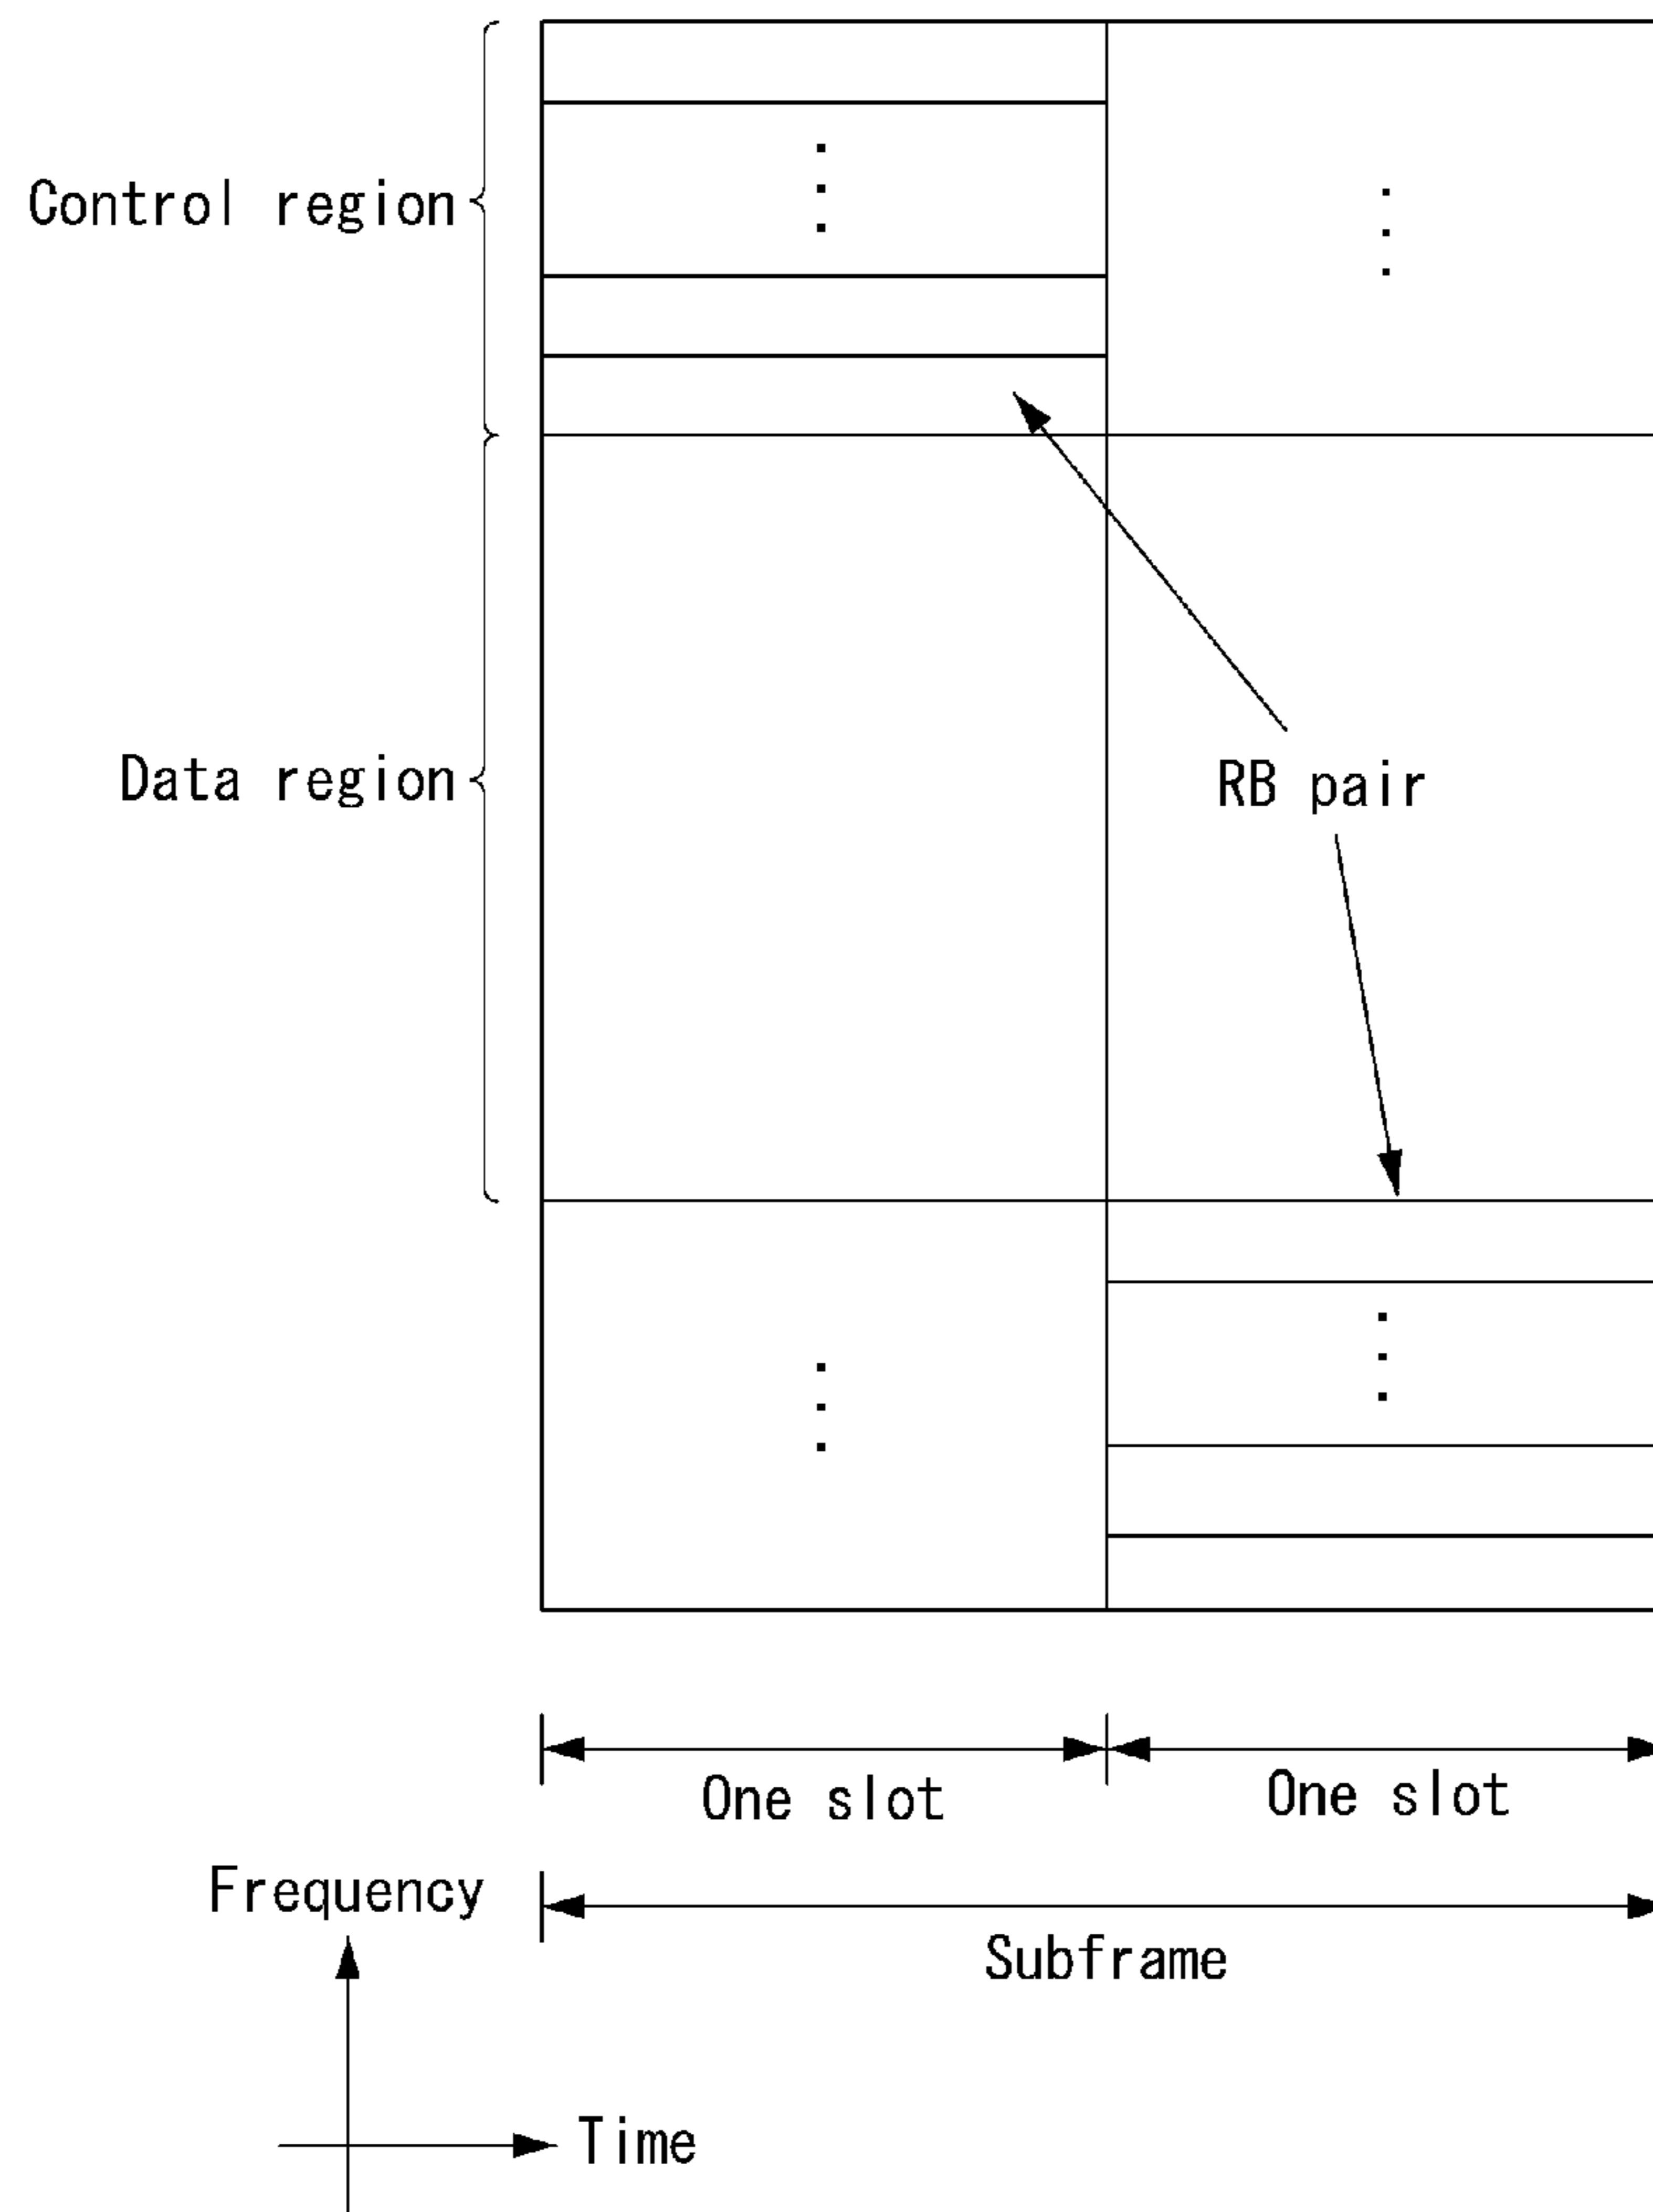 Control region
Data region
RB pair
One slot
One slot
Frequency
Subframe
Time